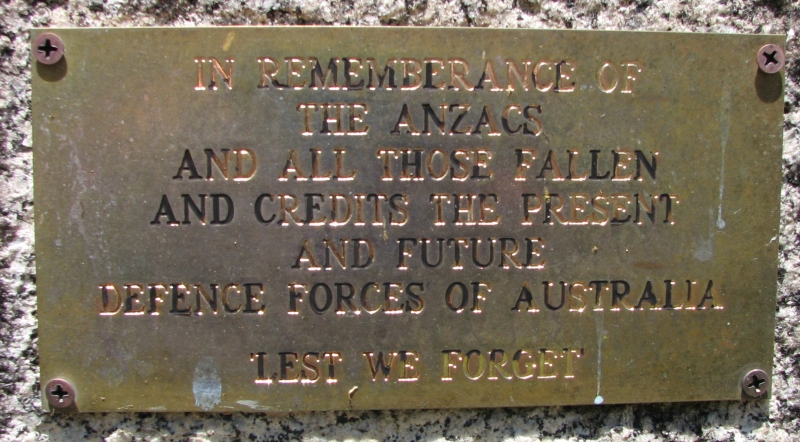 IN REMEMBERANCE OF
THE ANZACS
AND ALL THOSE FALLEN
AND CREDITS THE PRESENT
AND FUTURE
DEFENCE FORCES OF AUSTRALIA
'LEST WE FORGET'